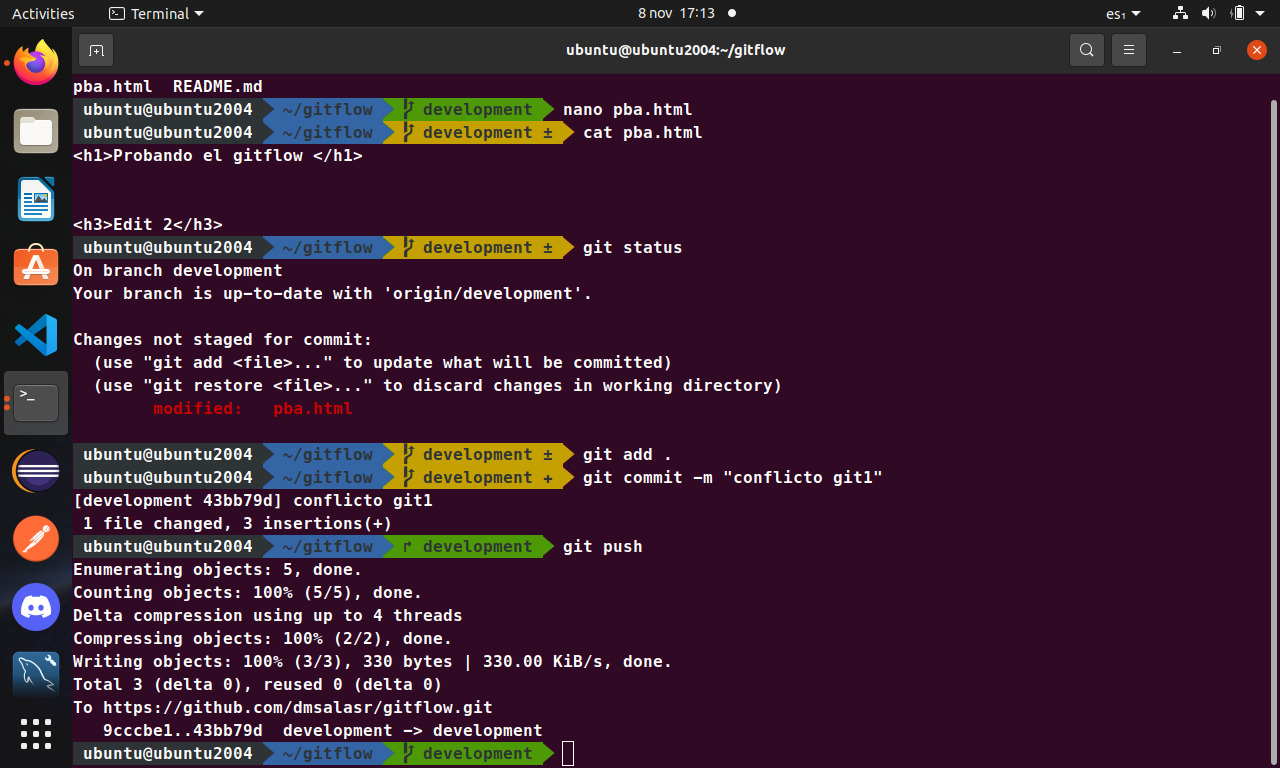 Activities Terminal 8 nov 17:13 es₁
ubuntu@ubuntu2004:~/gitflow
pba.html  README.md
ubuntu@ubuntu2004 ~/gitflow development nano pba.html
ubuntu@ubuntu2004 ~/gitflow development ± cat pba.html
<h1>Probando el gitflow </h1>
<h3>Edit 2</h3>
ubuntu@ubuntu2004 ~/gitflow development ± git status
On branch development
Your branch is up-to-date with 'origin/development'.
Changes not staged for commit:
  (use "git add <file>..." to update what will be committed)
  (use "git restore <file>..." to discard changes in working directory)
        modified:   pba.html
ubuntu@ubuntu2004 ~/gitflow development ± git add .
ubuntu@ubuntu2004 ~/gitflow development + git commit -m "conflicto git1"
[development 43bb79d] conflicto git1
 1 file changed, 3 insertions(+)
ubuntu@ubuntu2004 ~/gitflow ↱ development git push
Enumerating objects: 5, done.
Counting objects: 100% (5/5), done.
Delta compression using up to 4 threads
Compressing objects: 100% (2/2), done.
Writing objects: 100% (3/3), 330 bytes | 330.00 KiB/s, done.
Total 3 (delta 0), reused 0 (delta 0)
To https://github.com/dmsalasr/gitflow.git
   9cccbe1..43bb79d  development -> development
ubuntu@ubuntu2004 ~/gitflow development